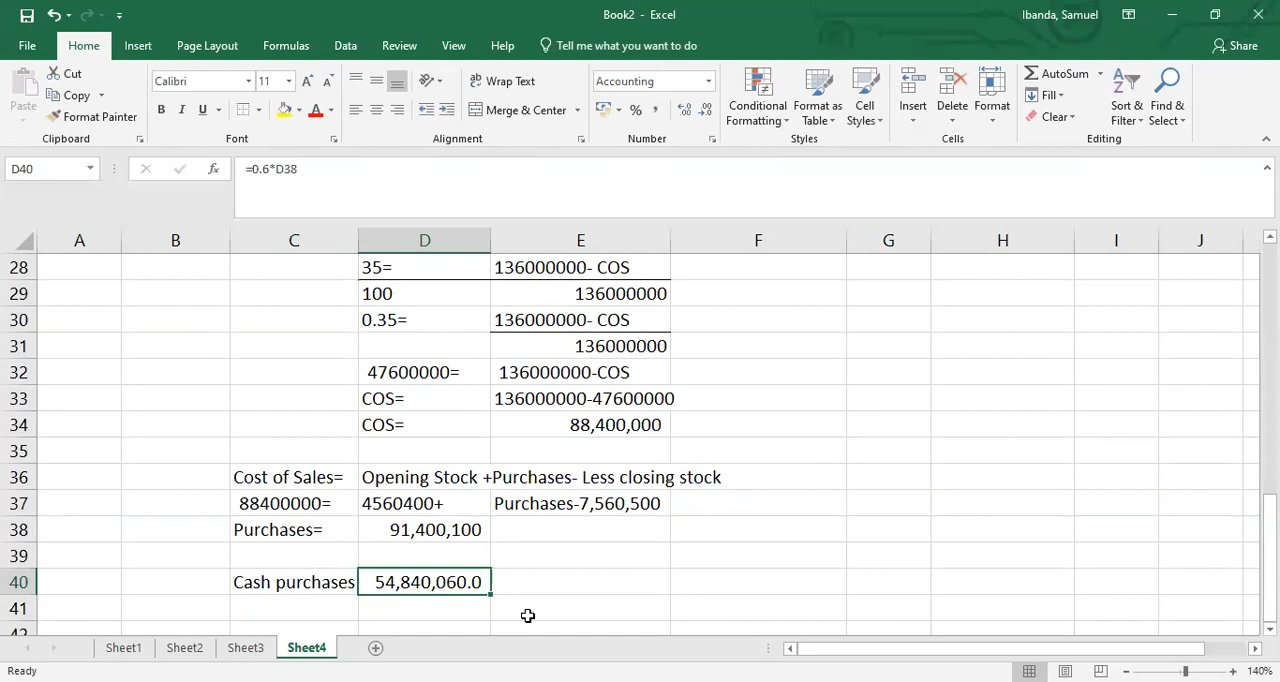 Book2 - Excel
Ibanda, Samuel
File Home Insert Page Layout Formulas Data Review View Help Tell me what you want to do Share
Paste Cut Copy Format Painter Clipboard
Calibri 11 B I U A Font
Wrap Text Merge & Center Alignment
Accounting % , Number
Conditional Formatting Format as Table Cell Styles Styles
Insert Delete Format Cells
AutoSum Fill Clear Sort & Filter Find & Select Editing
D40 fx =0.6*D38
A B C D E F G H I J
28 35= 136000000- COS
29 100 136000000
30 0.35= 136000000- COS
31 136000000
32 47600000= 136000000-COS
33 COS= 136000000-47600000
34 COS= 88,400,000
35
36 Cost of Sales= Opening Stock +Purchases- Less closing stock
37 88400000= 4560400+ Purchases-7,560,500
38 Purchases= 91,400,100
39
40 Cash purchases 54,840,060.0
41
42
Sheet1 Sheet2 Sheet3 Sheet4
Ready 140%